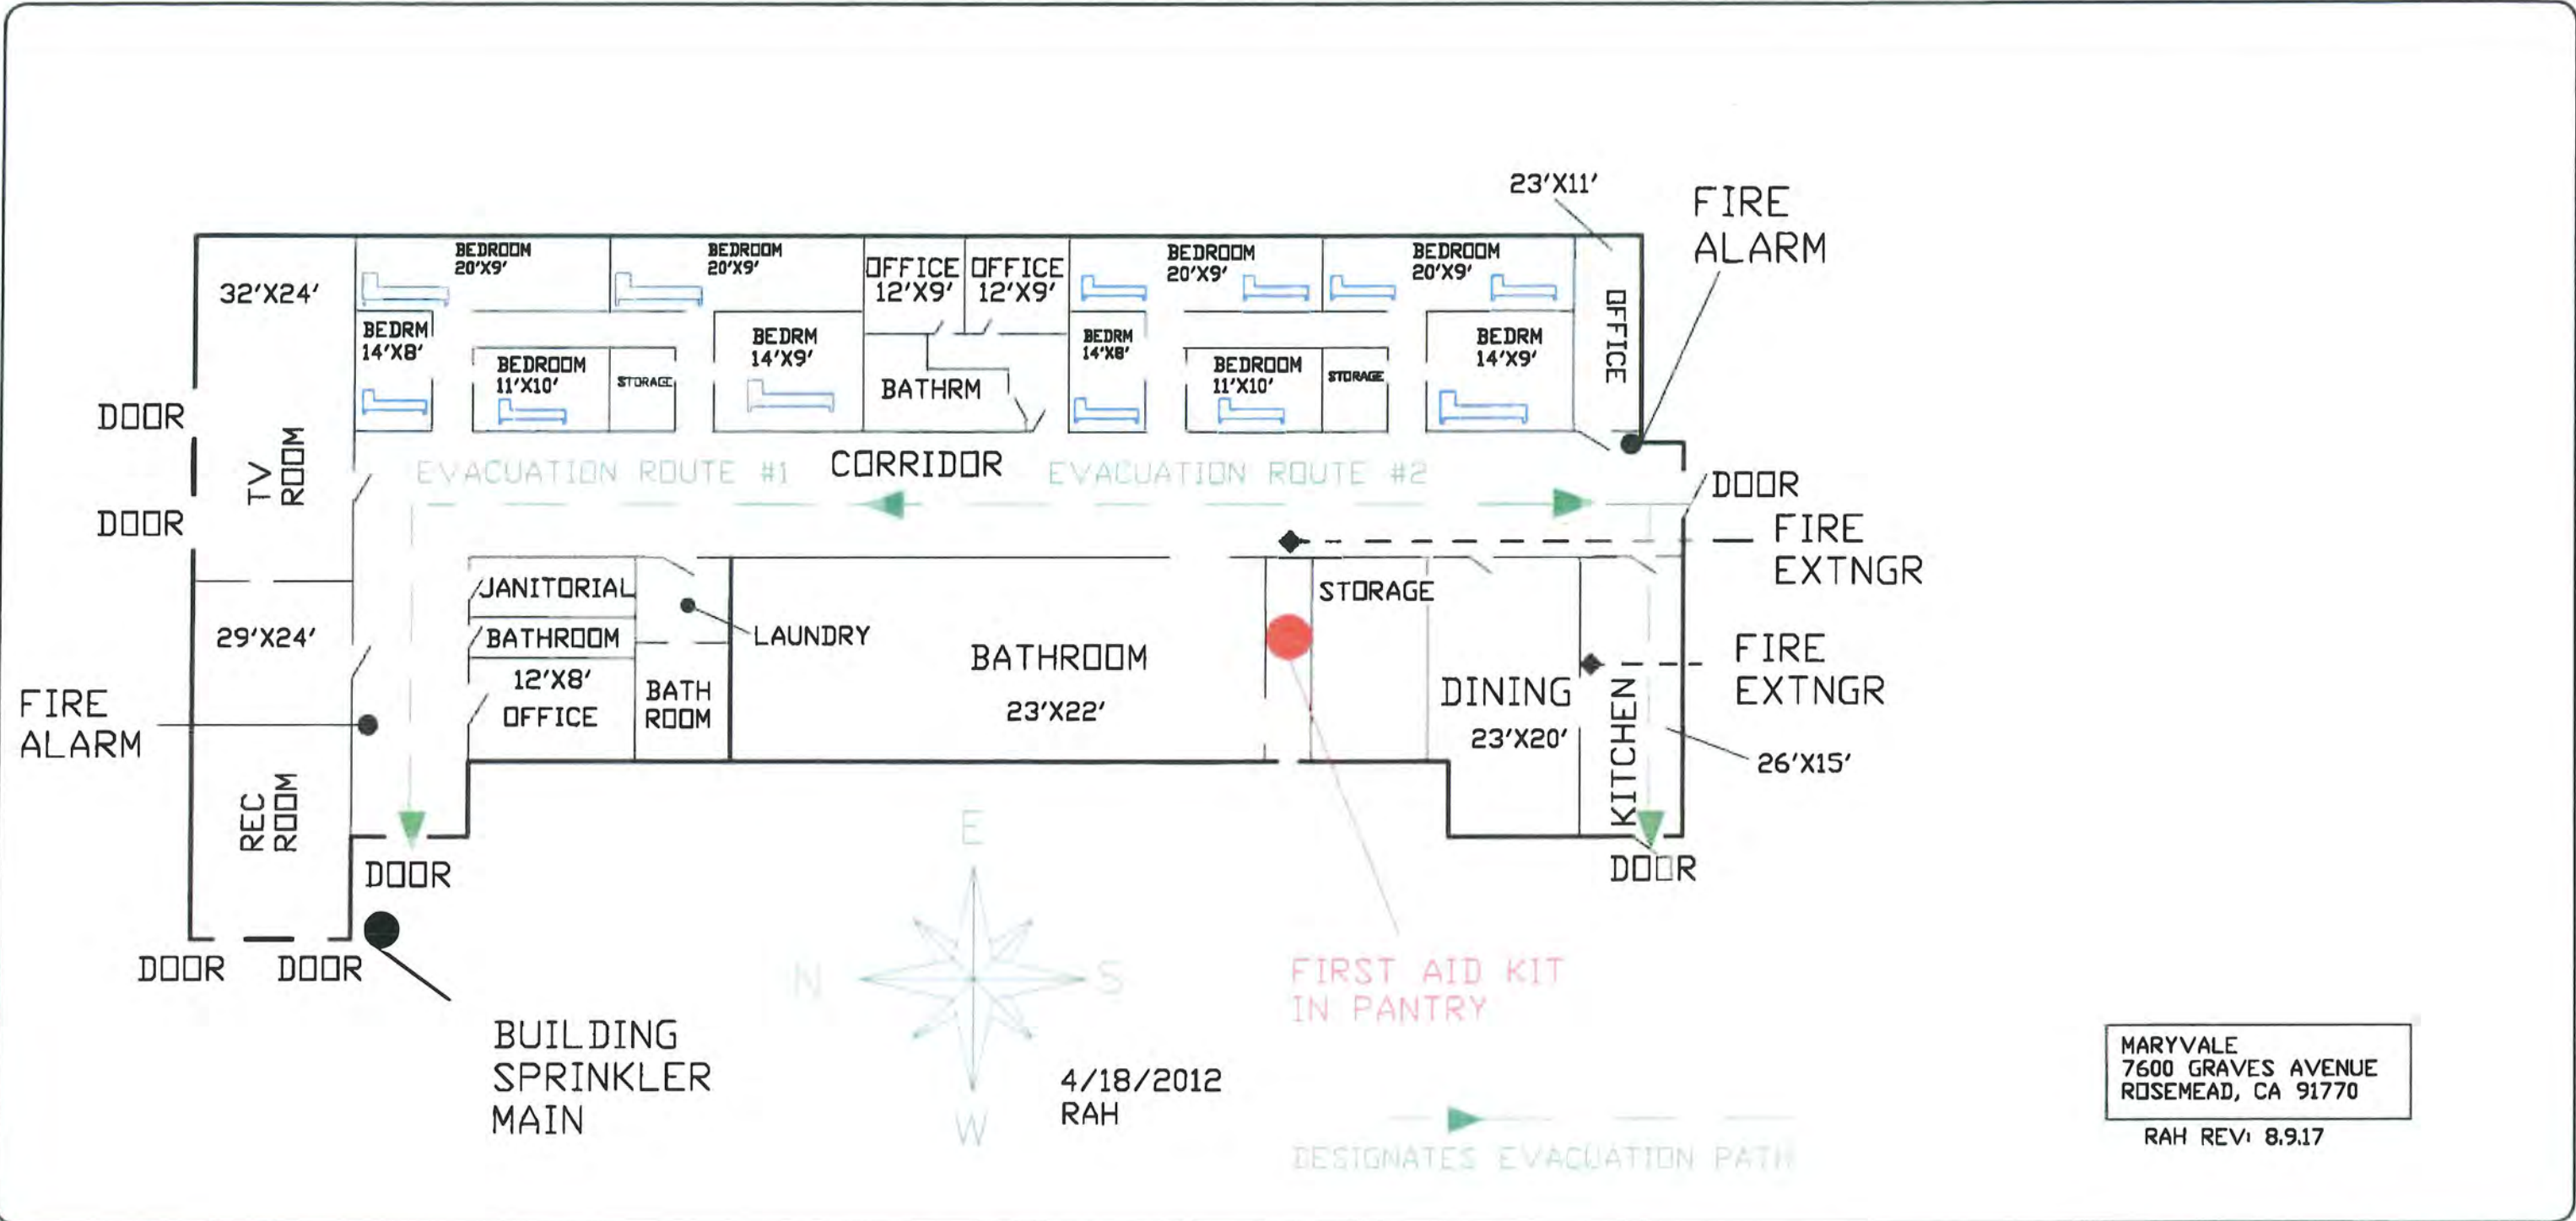 23'X11'
FIRE
ALARM
BEDROOM
20'X9'
BEDROOM
20'X9'
OFFICE
12'X9'
OFFICE
12'X9'
BEDROOM
20'X9'
BEDROOM
20'X9'
32'X24'
OFFICE
BEDRM
14'X8'
BEDROOM
11'X10'
STORAGE
BEDRM
14'X9'
BATHRM
BEDRM
14'X8'
BEDROOM
11'X10'
STORAGE
BEDRM
14'X9'
DOOR
DOOR
TV
ROOM
EVACUATION ROUTE #1
CORRIDOR
EVACUATION ROUTE #2
DOOR
FIRE
EXTNGR
JANITORIAL
BATHROOM
12'X8'
OFFICE
LAUNDRY
BATH
ROOM
BATHROOM
23'X22'
STORAGE
DINING
23'X20'
KITCHEN
FIRE
EXTNGR
26'X15'
29'X24'
FIRE
ALARM
REC
ROOM
DOOR
DOOR
DOOR
DOOR
BUILDING
SPRINKLER
MAIN
E
N
S
W
FIRST AID KIT
IN PANTRY
4/18/2012
RAH
DESIGNATES EVACUATION PATH
MARYVALE
7600 GRAVES AVENUE
ROSEMEAD, CA 91770
RAH REV: 8.9.17